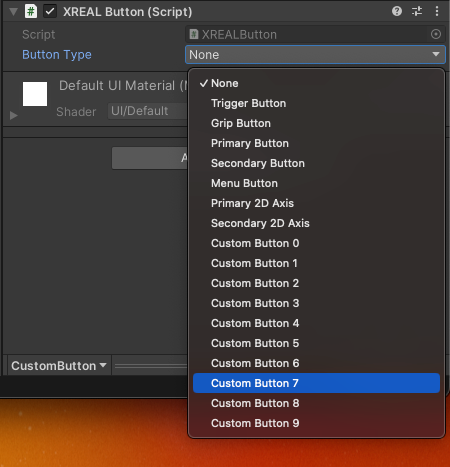 XREAL Button (Script)
Script
XREALButton
Button Type
None
None
Default UI Material (
Trigger Button
Shader
UI/Default
Grip Button
Primary Button
Secondary Button
Menu Button
Primary 2D Axis
Secondary 2D Axis
Custom Button 0
Custom Button 1
Custom Button 2
Custom Button 3
Custom Button 4
Custom Button 5
CustomButton
Custom Button 6
Custom Button 7
Custom Button 8
Custom Button 9